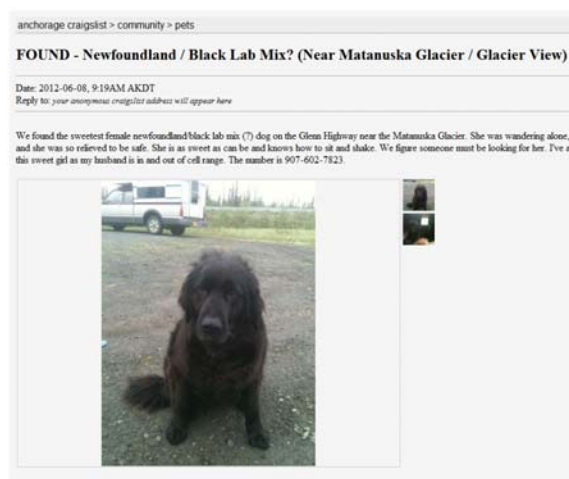 anchorage craigslist > community > pets
FOUND - Newfoundland / Black Lab Mix? (Near Matanuska Glacier / Glacier View)
Date: 2012-06-08, 9:19AM AKDT
Reply to: your anonymous craigslist address will appear here
We found the sweetest female newfoundland/black lab mix (?) dog on the Glenn Highway near the Matanuska Glacier. She was wandering alone,
and she was so relieved to be safe. She is as sweet as can be and knows how to sit and shake. We figure someone must be looking for her. I've a
this sweet girl as my husband is in and out of cell range. The number is 907-602-7823.